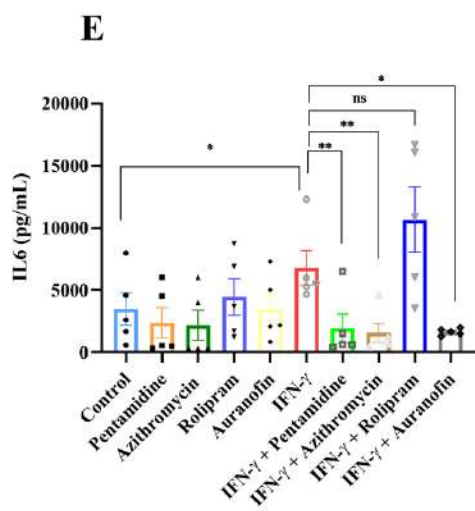 E
*
ns
**
*
**
20000
15000
10000
5000
0
IL6 (pg/mL)
Control
Pentamidine
Azithromycin
Rolipram
Auranofin
IFN-γ
IFN-γ + Pentamidine
IFN-γ + Azithromycin
IFN-γ + Rolipram
IFN-γ + Auranofin